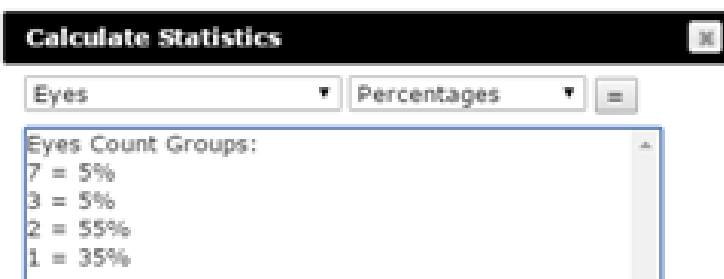 Calculate Statistics
Eyes Percentages =
Eyes Count Groups:
7 = 5%
3 = 5%
2 = 55%
1 = 35%